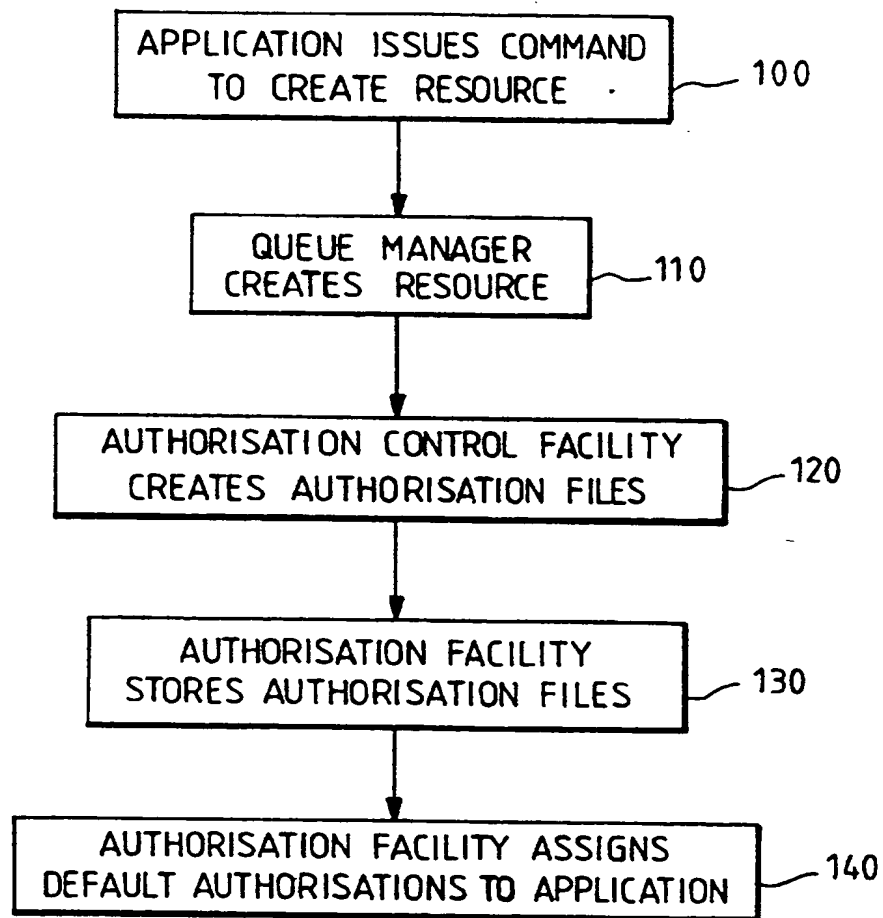 APPLICATION ISSUES COMMAND
TO CREATE RESOURCE
100
QUEUE MANAGER
CREATES RESOURCE
110
AUTHORISATION CONTROL FACILITY
CREATES AUTHORISATION FILES
120
AUTHORISATION FACILITY
STORES AUTHORISATION FILES
130
AUTHORISATION FACILITY ASSIGNS
DEFAULT AUTHORISATIONS TO APPLICATION
140